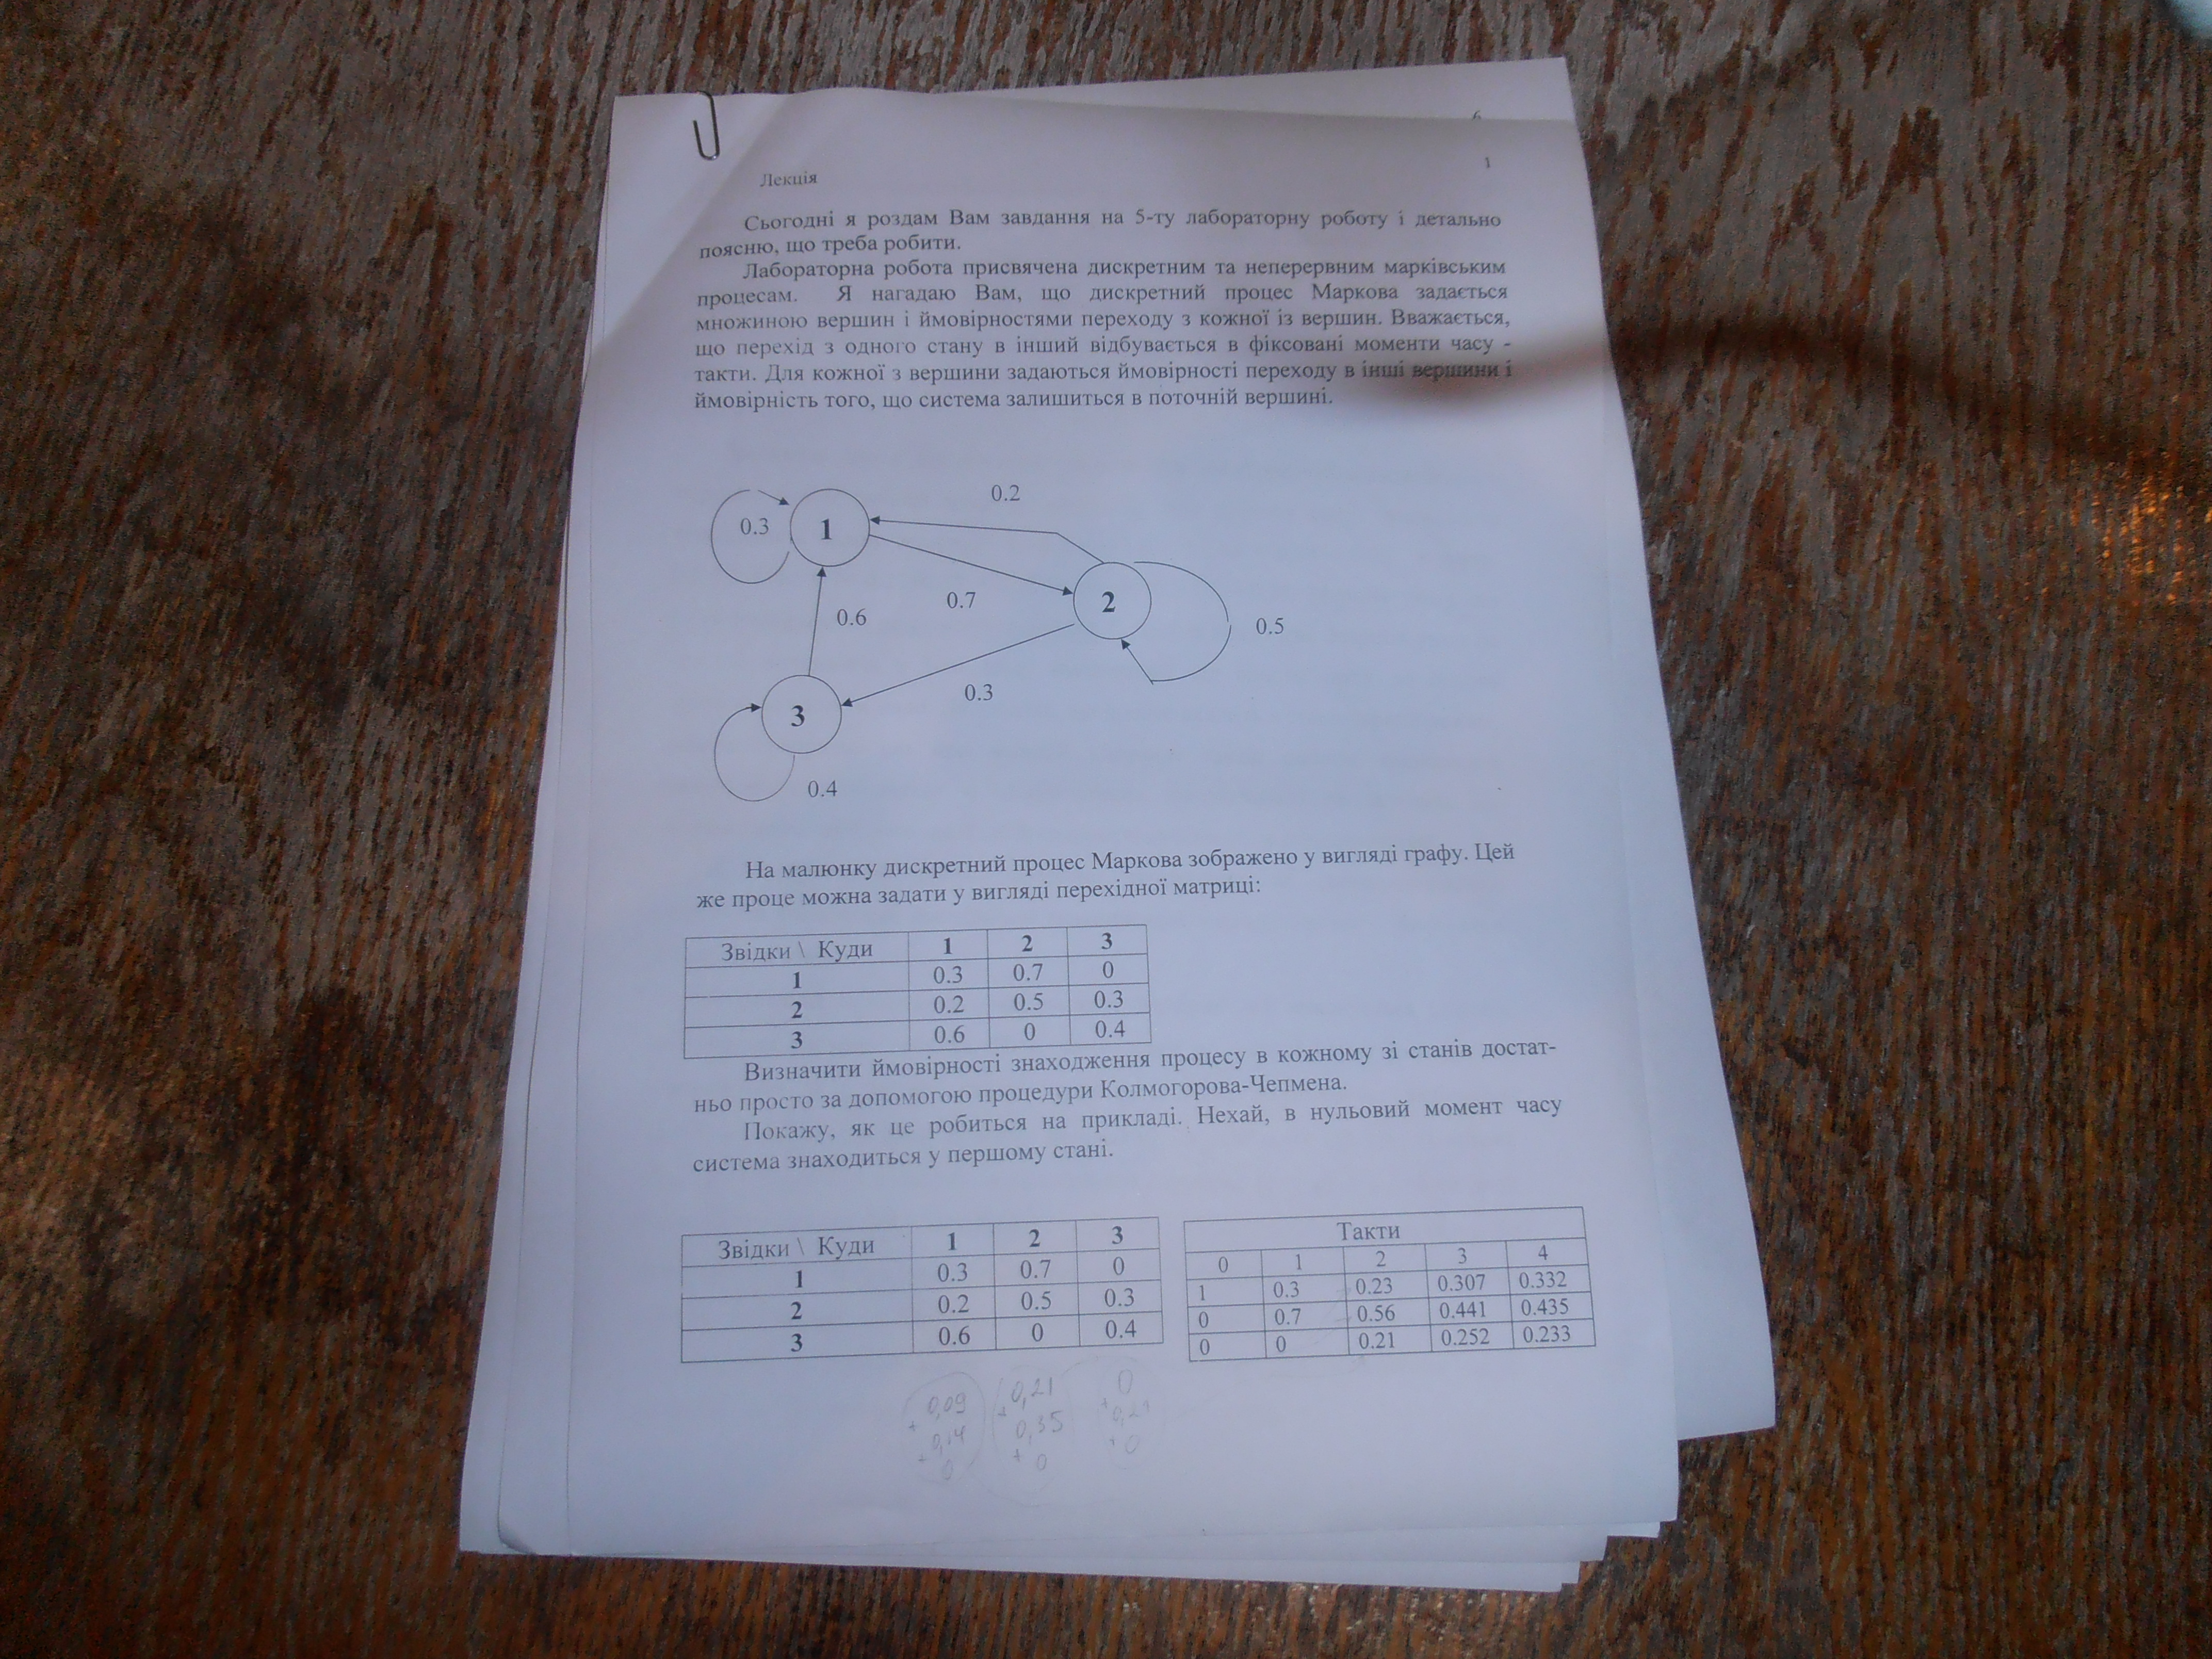 6
1
Лекція
Сьогодні я роздам Вам завдання на 5-ту лабораторну роботу і детально
поясню, що треба робити.
Лабораторна робота присвячена дискретним та неперервним марківським
процесам. Я нагадаю Вам, що дискретний процес Маркова задається
множиною вершин і ймовірностями переходу з кожної із вершин. Вважається,
що перехід з одного стану в інший відбувається в фіксовані моменти часу -
такти. Для кожної з вершини задаються ймовірності переходу в інші вершини і
ймовірність того, що система залишиться в поточній вершині.
0.2
0.3 1
0.7 2
0.6
0.5
0.3
3
0.4
На малюнку дискретний процес Маркова зображено у вигляді графу. Цей
же проце можна задати у вигляді перехідної матриці:
Звідки \ Куди 1 2 3
1 0.3 0.7 0
2 0.2 0.5 0.3
3 0.6 0 0.4
Визначити ймовірності знаходження процесу в кожному зі станів достат-
ньо просто за допомогою процедури Колмогорова-Чепмена.
Покажу, як це робиться на прикладі. Нехай, в нульовий момент часу
система знаходиться у першому стані.
Звідки \ Куди 1 2 3
1 0.3 0.7 0
2 0.2 0.5 0.3
3 0.6 0 0.4
Такти
0 1 2 3 4
1 0.3 0.23 0.307 0.332
0 0.7 0.56 0.441 0.435
0 0 0.21 0.252 0.233
0,09 + 0,21 0
+ 0,14 0,35 + 0,21
+ 0 + 0 + 0